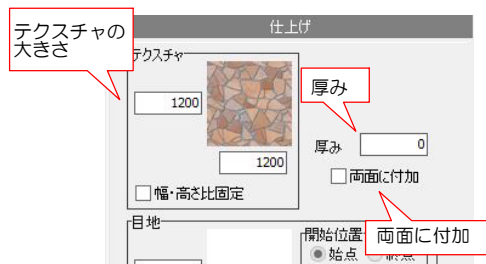 テクスチャの
大きさ
仕上げ
テクスチャ
1200
1200
幅・高さ比固定
厚み
厚み
0
両面に付加
両面に付加
目地
開始位置
始点